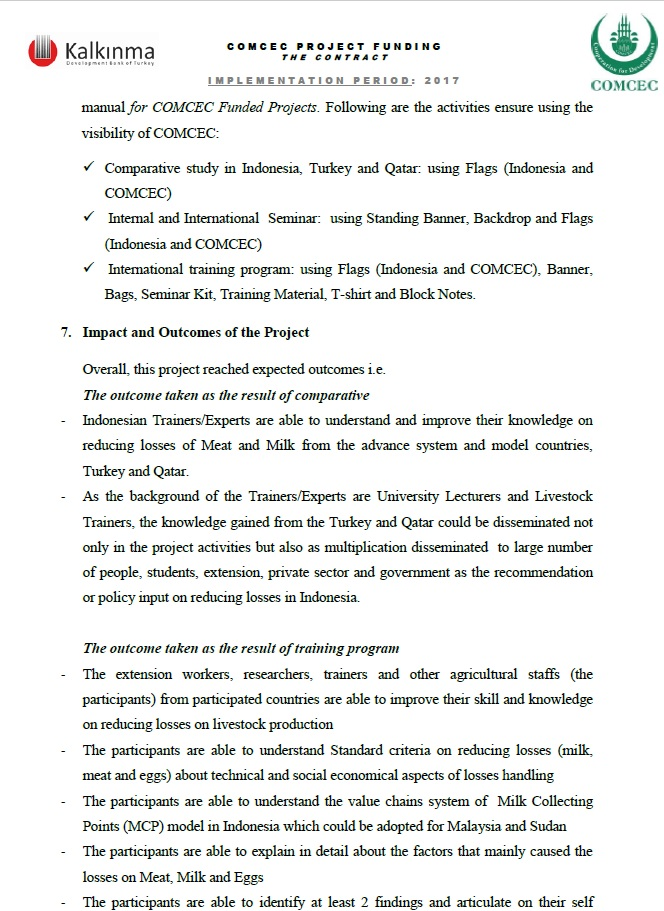 Kalkınma
Development Bank of Turkey
COMCEC PROJECT FUNDING
THE CONTRACT
IMPLEMENTATION PERIOD: 2017
Cooperation for Development
COMCEC
manual for COMCEC Funded Projects. Following are the activities ensure using the
visibility of COMCEC:
✓ Comparative study in Indonesia, Turkey and Qatar: using Flags (Indonesia and
COMCEC)
✓ Internal and International Seminar: using Standing Banner, Backdrop and Flags
(Indonesia and COMCEC)
✓ International training program: using Flags (Indonesia and COMCEC), Banner,
Bags, Seminar Kit, Training Material, T-shirt and Block Notes.
7. Impact and Outcomes of the Project
Overall, this project reached expected outcomes i.e.
The outcome taken as the result of comparative
- Indonesian Trainers/Experts are able to understand and improve their knowledge on
reducing losses of Meat and Milk from the advance system and model countries,
Turkey and Qatar.
- As the background of the Trainers/Experts are University Lecturers and Livestock
Trainers, the knowledge gained from the Turkey and Qatar could be disseminated not
only in the project activities but also as multiplication disseminated to large number
of people, students, extension, private sector and government as the recommendation
or policy input on reducing losses in Indonesia.
The outcome taken as the result of training program
- The extension workers, researchers, trainers and other agricultural staffs (the
participants) from participated countries are able to improve their skill and knowledge
on reducing losses on livestock production
- The participants are able to understand Standard criteria on reducing losses (milk,
meat and eggs) about technical and social economical aspects of losses handling
- The participants are able to understand the value chains system of Milk Collecting
Points (MCP) model in Indonesia which could be adopted for Malaysia and Sudan
- The participants are able to explain in detail about the factors that mainly caused the
losses on Meat, Milk and Eggs
- The participants are able to identify at least 2 findings and articulate on their self